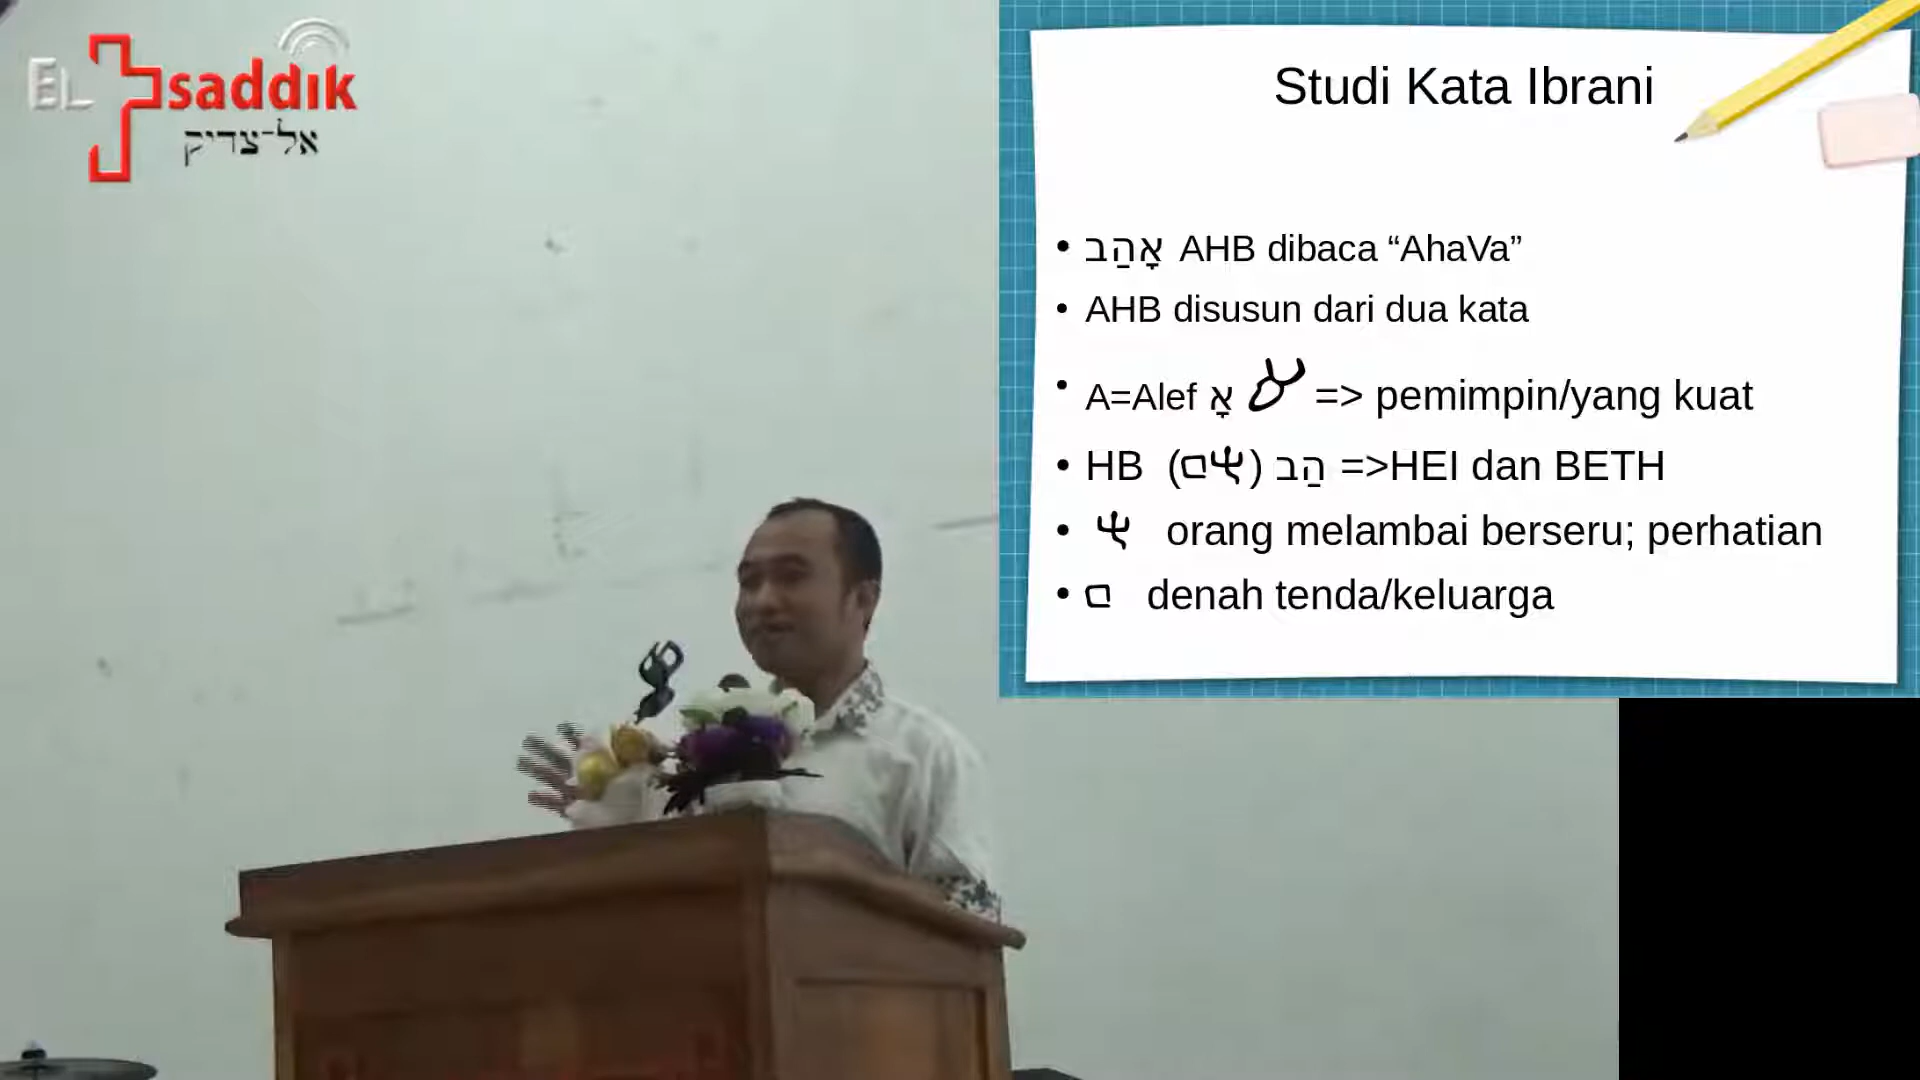 EL saddık
אל-צדיק
Studi Kata Ibrani
• אָהַב AHB dibaca “AhaVa”
• AHB disusun dari dua kata
• A=Alef אָ => pemimpin/yang kuat
• HB ( ) הַב =>HEI dan BETH
• orang melambai berseru; perhatian
• denah tenda/keluarga